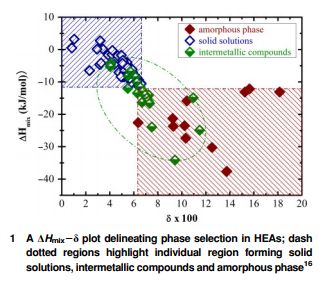 10
0
-10
-20
-30
-40
ΔHmix (kJ/mol))
amorphous phase
solid solutions
intermetallic compounds
0 2 4 6 8 10 12 14 16 18 20
δ x 100
1 A ΔHmix–δ plot delineating phase selection in HEAs; dash
dotted regions highlight individual region forming solid
solutions, intermetallic compounds and amorphous phase16